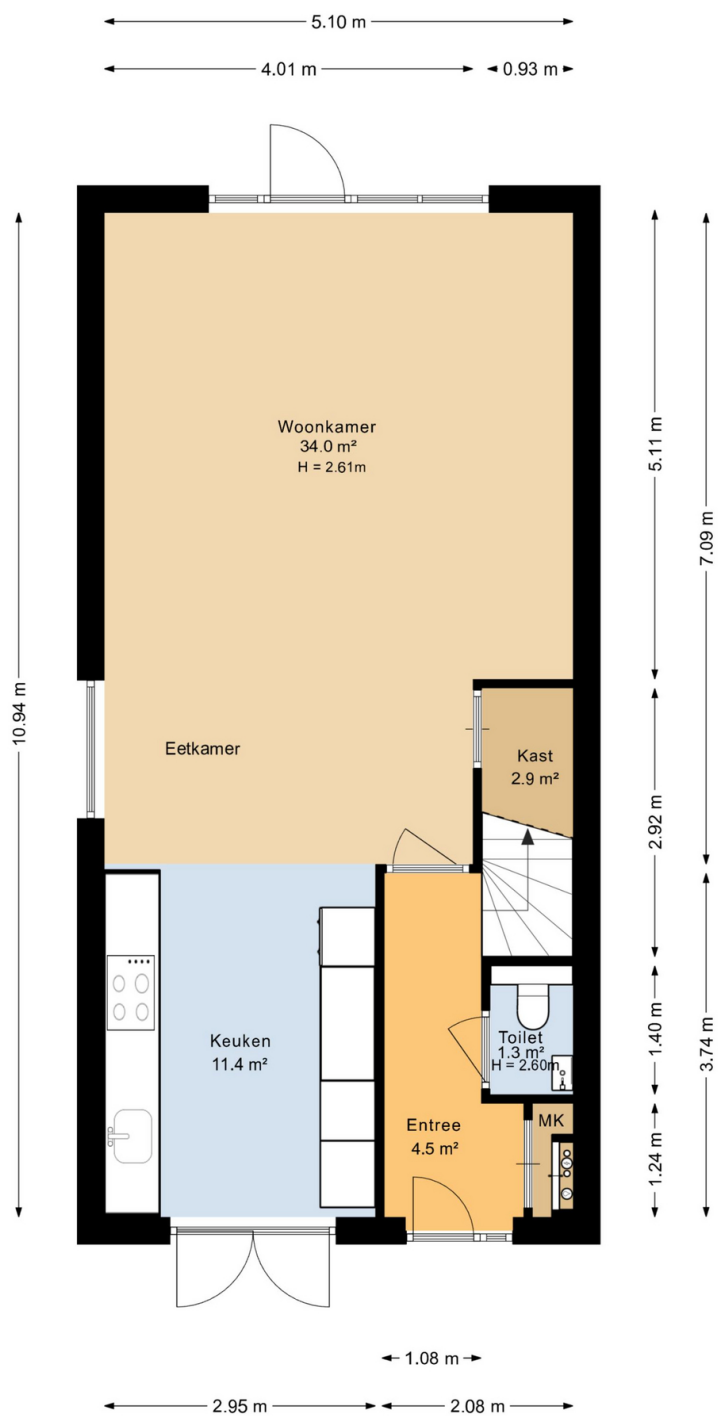 5.10 m
4.01 m
0.93 m
Woonkamer
34.0 m²
H = 2.61m
5.11 m
7.09 m
10.94 m
Eetkamer
Kast
2.9 m²
2.92 m
Keuken
11.4 m²
Toilet
1.3 m²
H = 2.60m
1.40 m
3.74 m
Entree
4.5 m²
MK
1.24 m
1.08 m
2.95 m
2.08 m